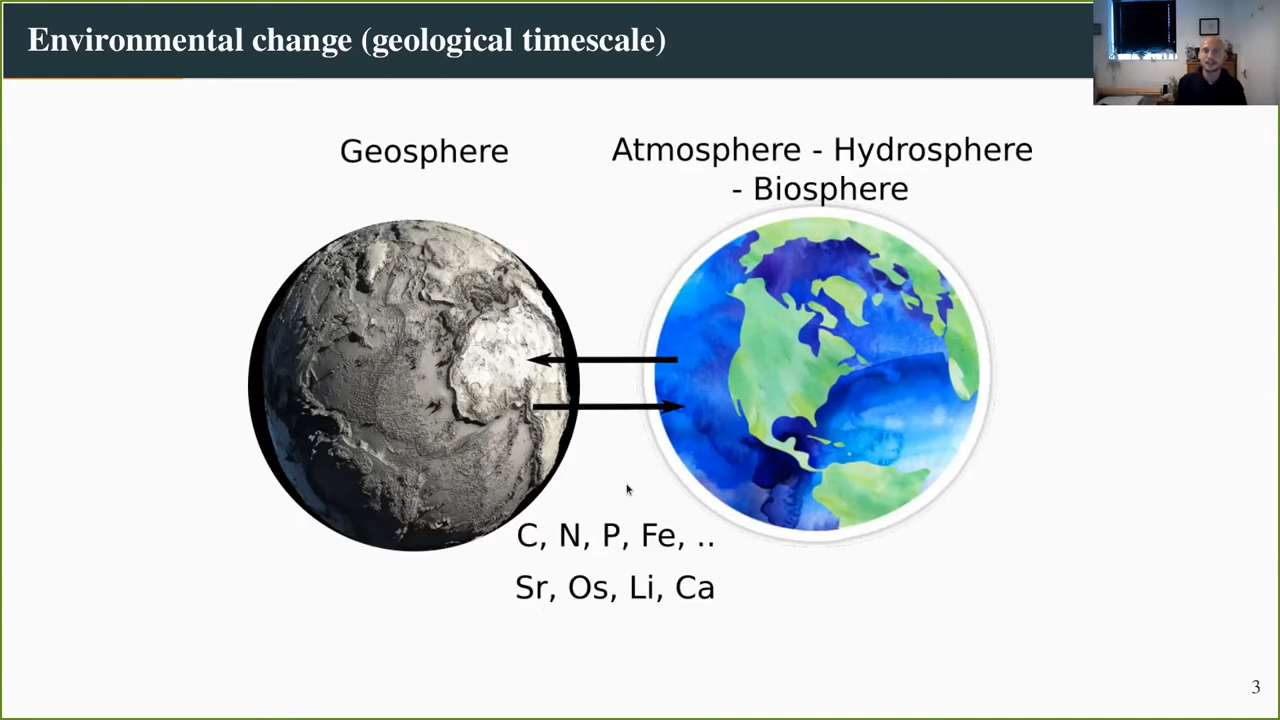 Environmental change (geological timescale)
Geosphere
Atmosphere - Hydrosphere
- Biosphere
C, N, P, Fe, ..
Sr, Os, Li, Ca
3